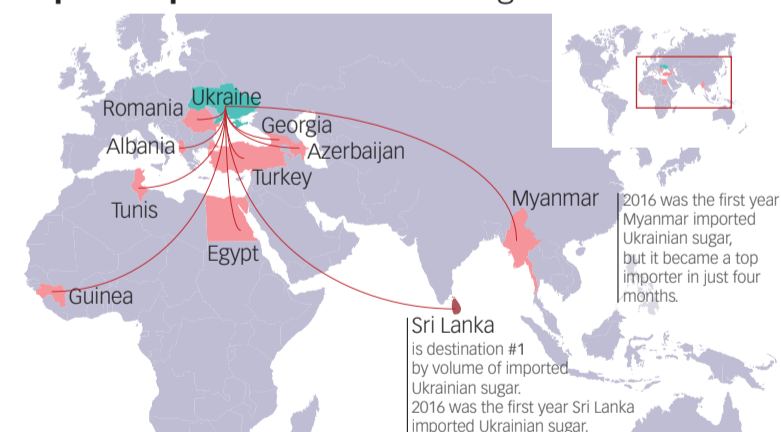 Ukraine
Romania
Georgia
Albania
Azerbaijan
Turkey
Tunis
Egypt
Guinea
Myanmar
2016 was the first year
Myanmar imported
Ukrainian sugar,
but it became a top
importer in just four
months.
Sri Lanka
is destination #1
by volume of imported
Ukrainian sugar.
2016 was the first year Sri Lanka
imported Ukrainian sugar.